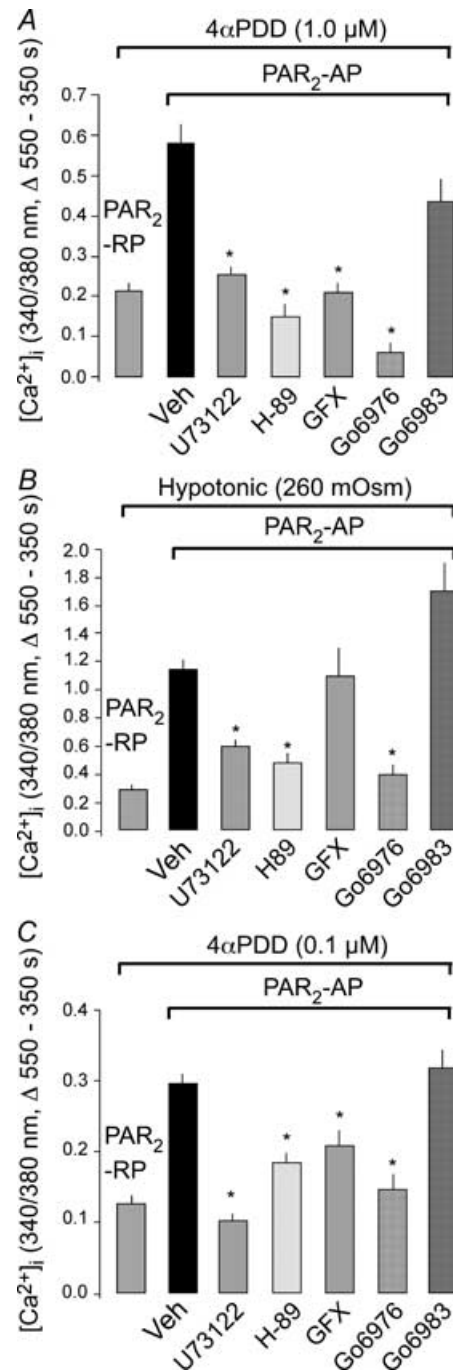 A
4αPDD (1.0 µM)
PAR₂-AP
[Ca²⁺]ᵢ (340/380 nm, Δ 550 - 350 s)
0.7
0.6
0.5
0.4
0.3
0.2
0.1
0.0
PAR₂
-RP
*
*
*
*
Veh
U73122
H-89
GFX
Go6976
Go6983
B
Hypotonic (260 mOsm)
PAR₂-AP
[Ca²⁺]ᵢ (340/380 nm, Δ 550 - 350 s)
2.0
1.8
1.6
1.4
1.2
1.0
0.8
0.6
0.4
0.2
0.0
PAR₂
-RP
*
*
*
Veh
U73122
H89
GFX
Go6976
Go6983
C
4αPDD (0.1 µM)
PAR₂-AP
[Ca²⁺]ᵢ (340/380 nm, Δ 550 - 350 s)
0.3
0.2
0.1
0.0
PAR₂
-RP
*
*
*
*
Veh
U73122
H-89
GFX
Go6976
Go6983